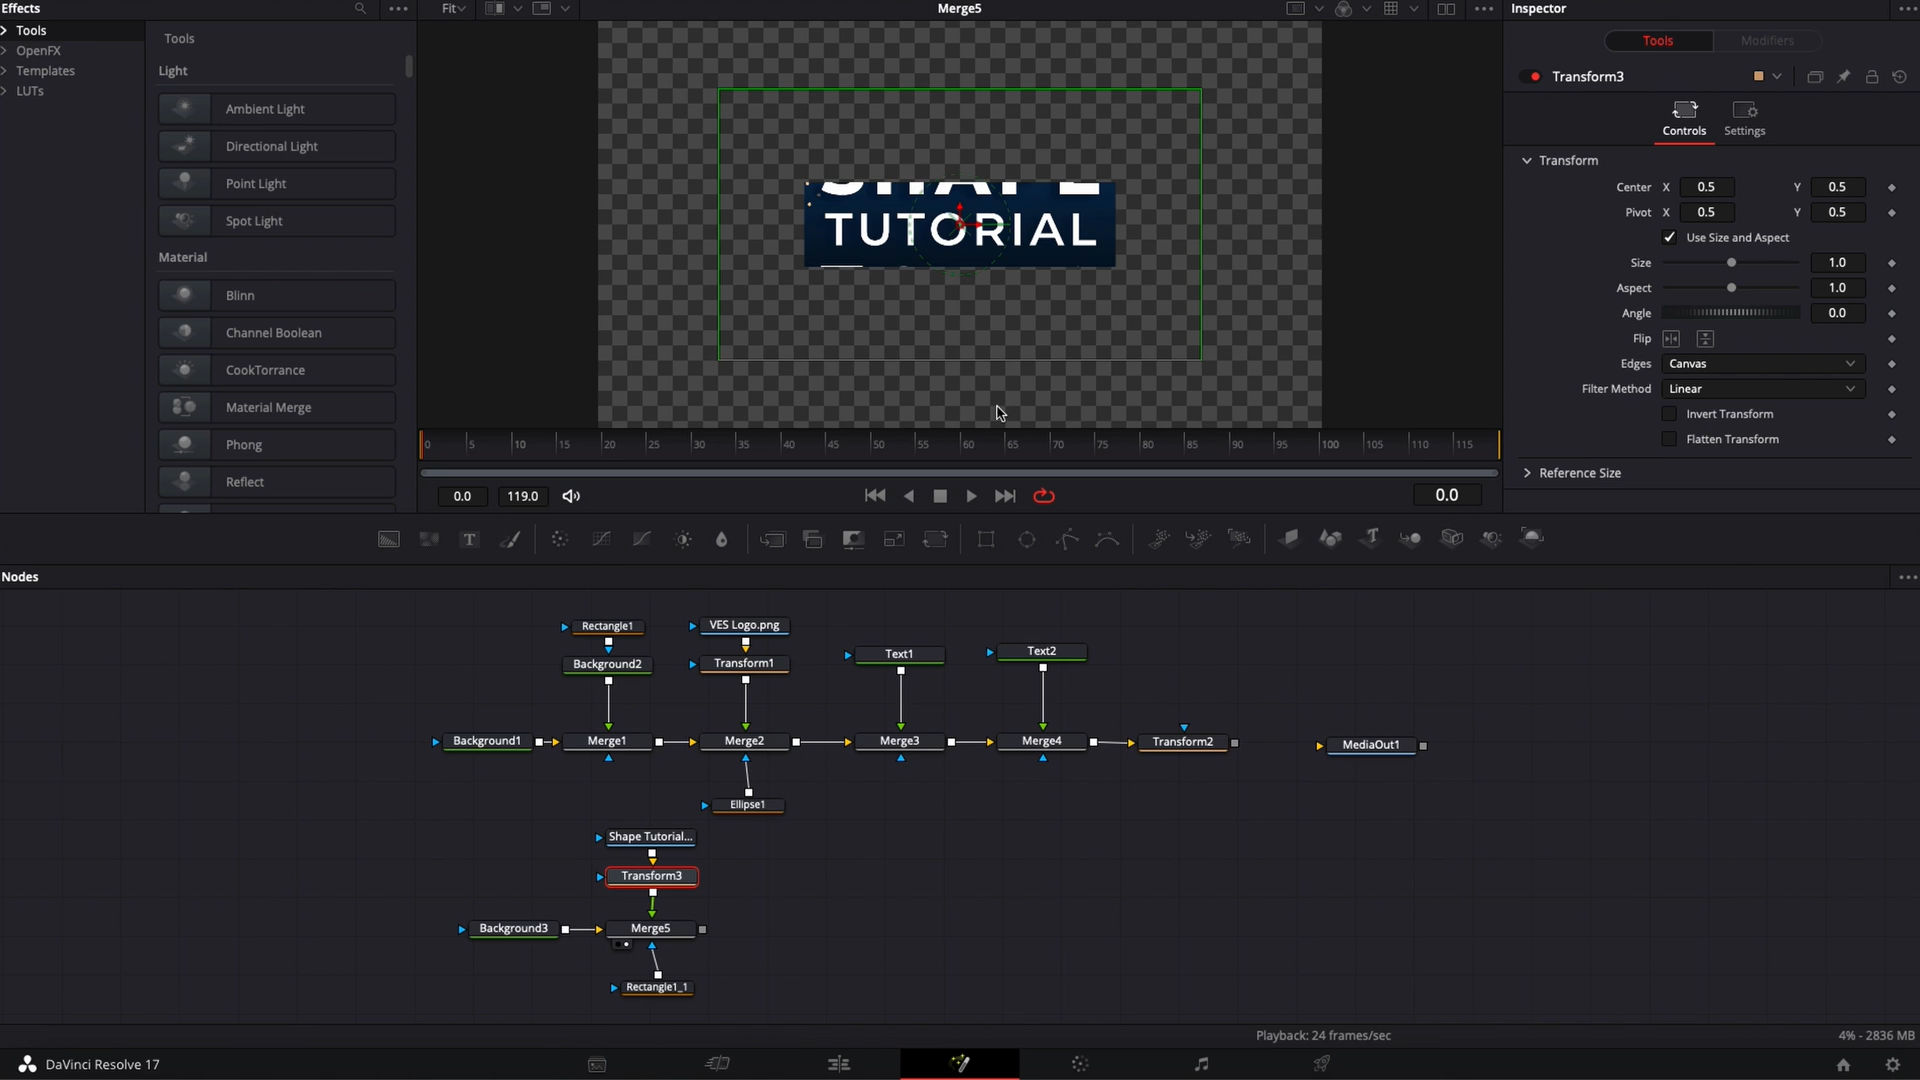 Effects
Fit
Merge5
Inspector
Tools
OpenFX
Templates
LUTs
Tools
Light
Ambient Light
Directional Light
Point Light
Spot Light
Material
Blinn
Channel Boolean
CookTorrance
Material Merge
Phong
Reflect
SHAPE
TUTORIAL
Tools
Modifiers
Transform3
Controls
Settings
Transform
Center X 0.5 Y 0.5
Pivot X 0.5 Y 0.5
Use Size and Aspect
Size 1.0
Aspect 1.0
Angle 0.0
Flip
Edges Canvas
Filter Method Linear
Invert Transform
Flatten Transform
Reference Size
0 5 10 15 20 25 30 35 40 45 50 55 60 65 70 75 80 85 90 95 100 105 110 115
0.0 119.0 0.0
T
T
Nodes
Rectangle1
VES Logo.png
Background2
Transform1
Text1
Text2
Background1
Merge1
Merge2
Merge3
Merge4
Transform2
MediaOut1
Ellipse1
Shape Tutorial...
Transform3
Background3
Merge5
Rectangle1_1
Playback: 24 frames/sec
4% - 2836 MB
DaVinci Resolve 17